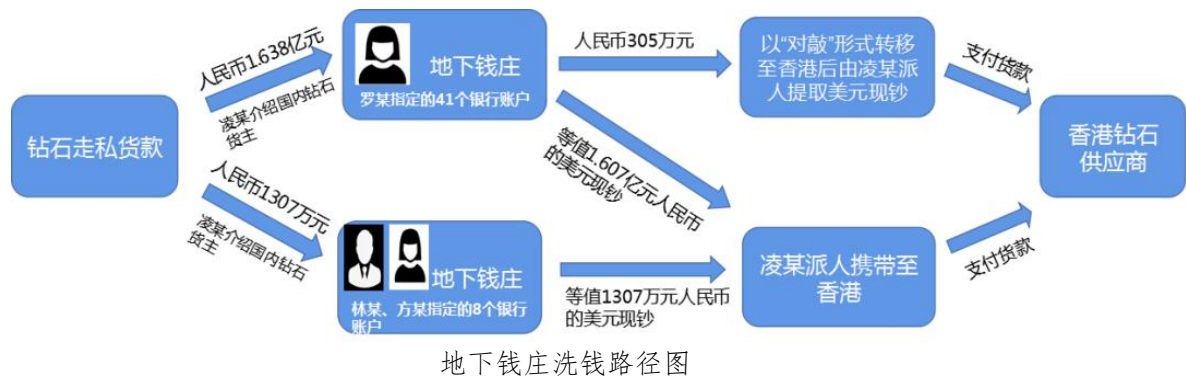 钻石走私货款
人民币1.638亿元
凌某介绍国内钻石
货主
地下钱庄
罗某指定的41个银行账户
人民币305万元
以“对敲”形式转移
至香港后由凌某派
人提取美元现钞
支付货款
等值1.607亿元人民币
的美元现钞
香港钻石
供应商
人民币1307万元
凌某介绍国内钻石
货主
地下钱庄
林某、方某指定的8个银行
账户
等值1307万元人民币
的美元现钞
凌某派人携带至
香港
支付货款
地下钱庄洗钱路径图